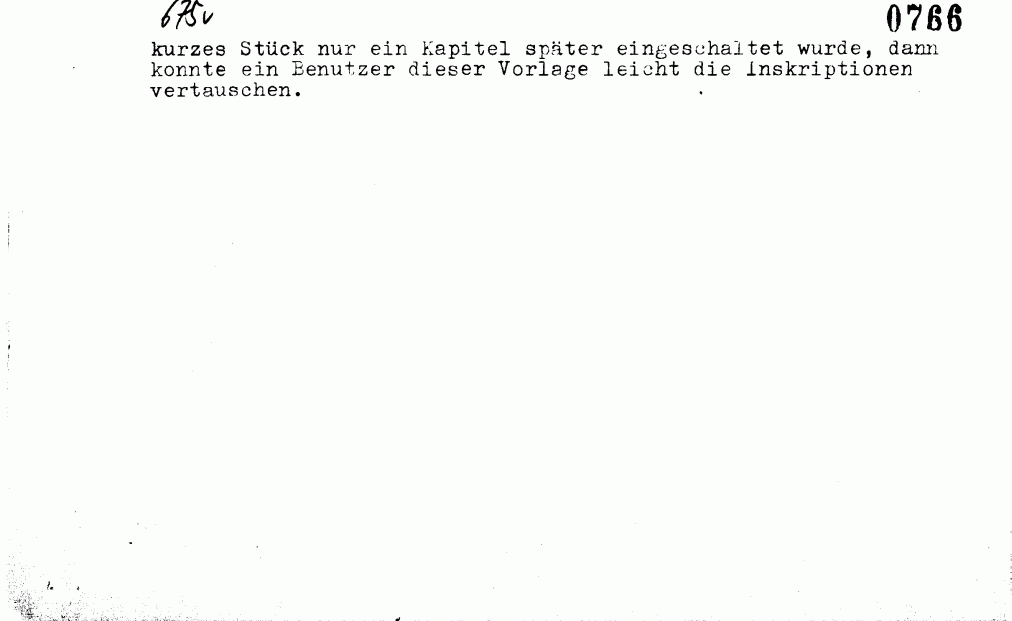 675v
0766
kurzes Stück nur ein Kapitel später eingeschaltet wurde, dann
konnte ein Benutzer dieser Vorlage leicht die Inskriptionen
vertauschen.